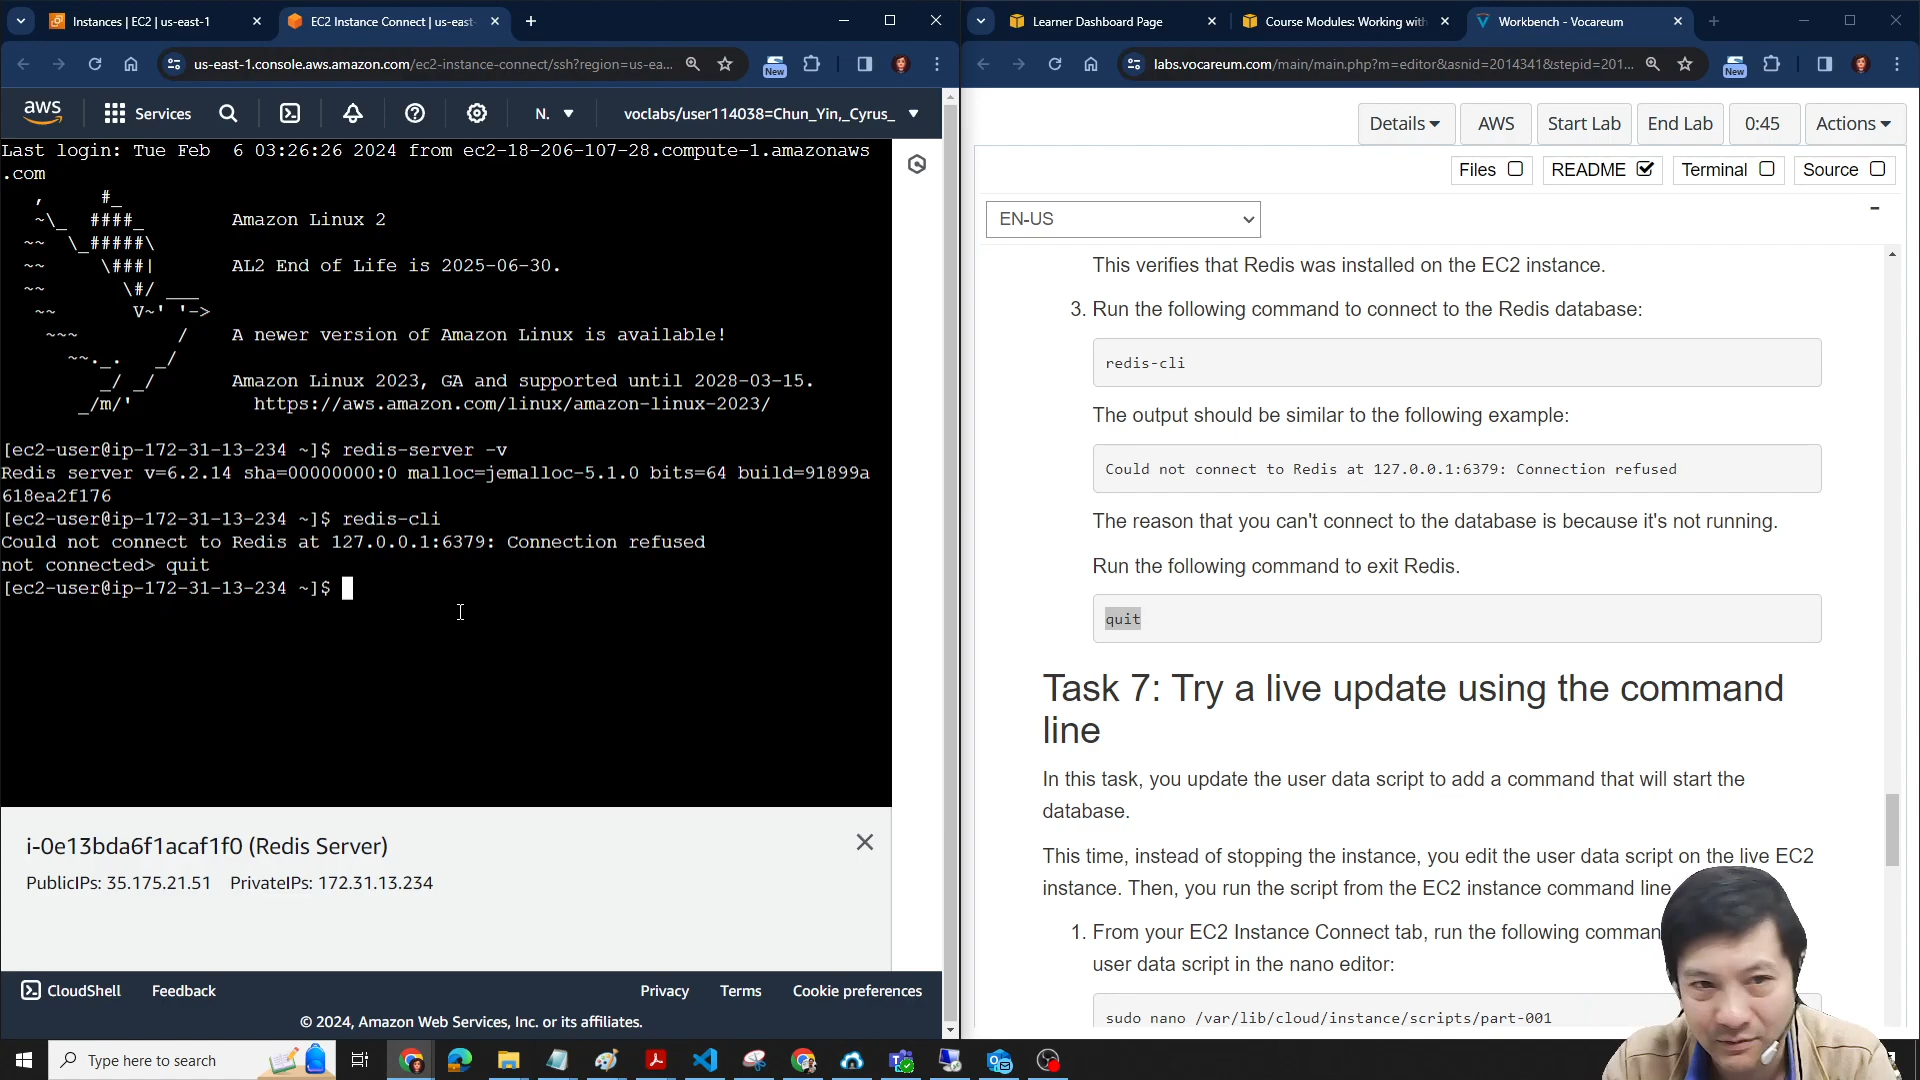 Instances | EC2 | us-east-1
EC2 Instance Connect | us-east-
us-east-1.console.aws.amazon.com/ec2-instance-connect/ssh?region=us-ea...
New
aws
Services
N.
voclabs/user114038=Chun_Yin,_Cyrus_
Last login: Tue Feb  6 03:26:26 2024 from ec2-18-206-107-28.compute-1.amazonaws
.com
   ,     #_
   ~\_  ####_        Amazon Linux 2
  ~~  \_#####\
  ~~     \###|       AL2 End of Life is 2025-06-30.
  ~~       \#/ ___
   ~~       V~' '->
    ~~~         /    A newer version of Amazon Linux is available!
      ~~._.   _/
         _/ _/       Amazon Linux 2023, GA and supported until 2028-03-15.
       _/m/'           https://aws.amazon.com/linux/amazon-linux-2023/
[ec2-user@ip-172-31-13-234 ~]$ redis-server -v
Redis server v=6.2.14 sha=00000000:0 malloc=jemalloc-5.1.0 bits=64 build=91899a
618ea2f176
[ec2-user@ip-172-31-13-234 ~]$ redis-cli
Could not connect to Redis at 127.0.0.1:6379: Connection refused
not connected> quit
[ec2-user@ip-172-31-13-234 ~]$
i-0e13bda6f1acaf1f0 (Redis Server)
PublicIPs: 35.175.21.51    PrivateIPs: 172.31.13.234
CloudShell
Feedback
Privacy
Terms
Cookie preferences
© 2024, Amazon Web Services, Inc. or its affiliates.
Learner Dashboard Page
Course Modules: Working with
Workbench - Vocareum
labs.vocareum.com/main/main.php?m=editor&asnid=2014341&stepid=201...
New
Details
AWS
Start Lab
End Lab
0:45
Actions
Files
README
Terminal
Source
EN-US
This verifies that Redis was installed on the EC2 instance.
3. Run the following command to connect to the Redis database:
redis-cli
The output should be similar to the following example:
Could not connect to Redis at 127.0.0.1:6379: Connection refused
The reason that you can't connect to the database is because it's not running.
Run the following command to exit Redis.
quit
Task 7: Try a live update using the command
line
In this task, you update the user data script to add a command that will start the
database.
This time, instead of stopping the instance, you edit the user data script on the live EC2
instance. Then, you run the script from the EC2 instance command line
1. From your EC2 Instance Connect tab, run the following
user data script in the nano editor:
sudo nano /var/lib/cloud/instance/scripts/part-001
Type here to search